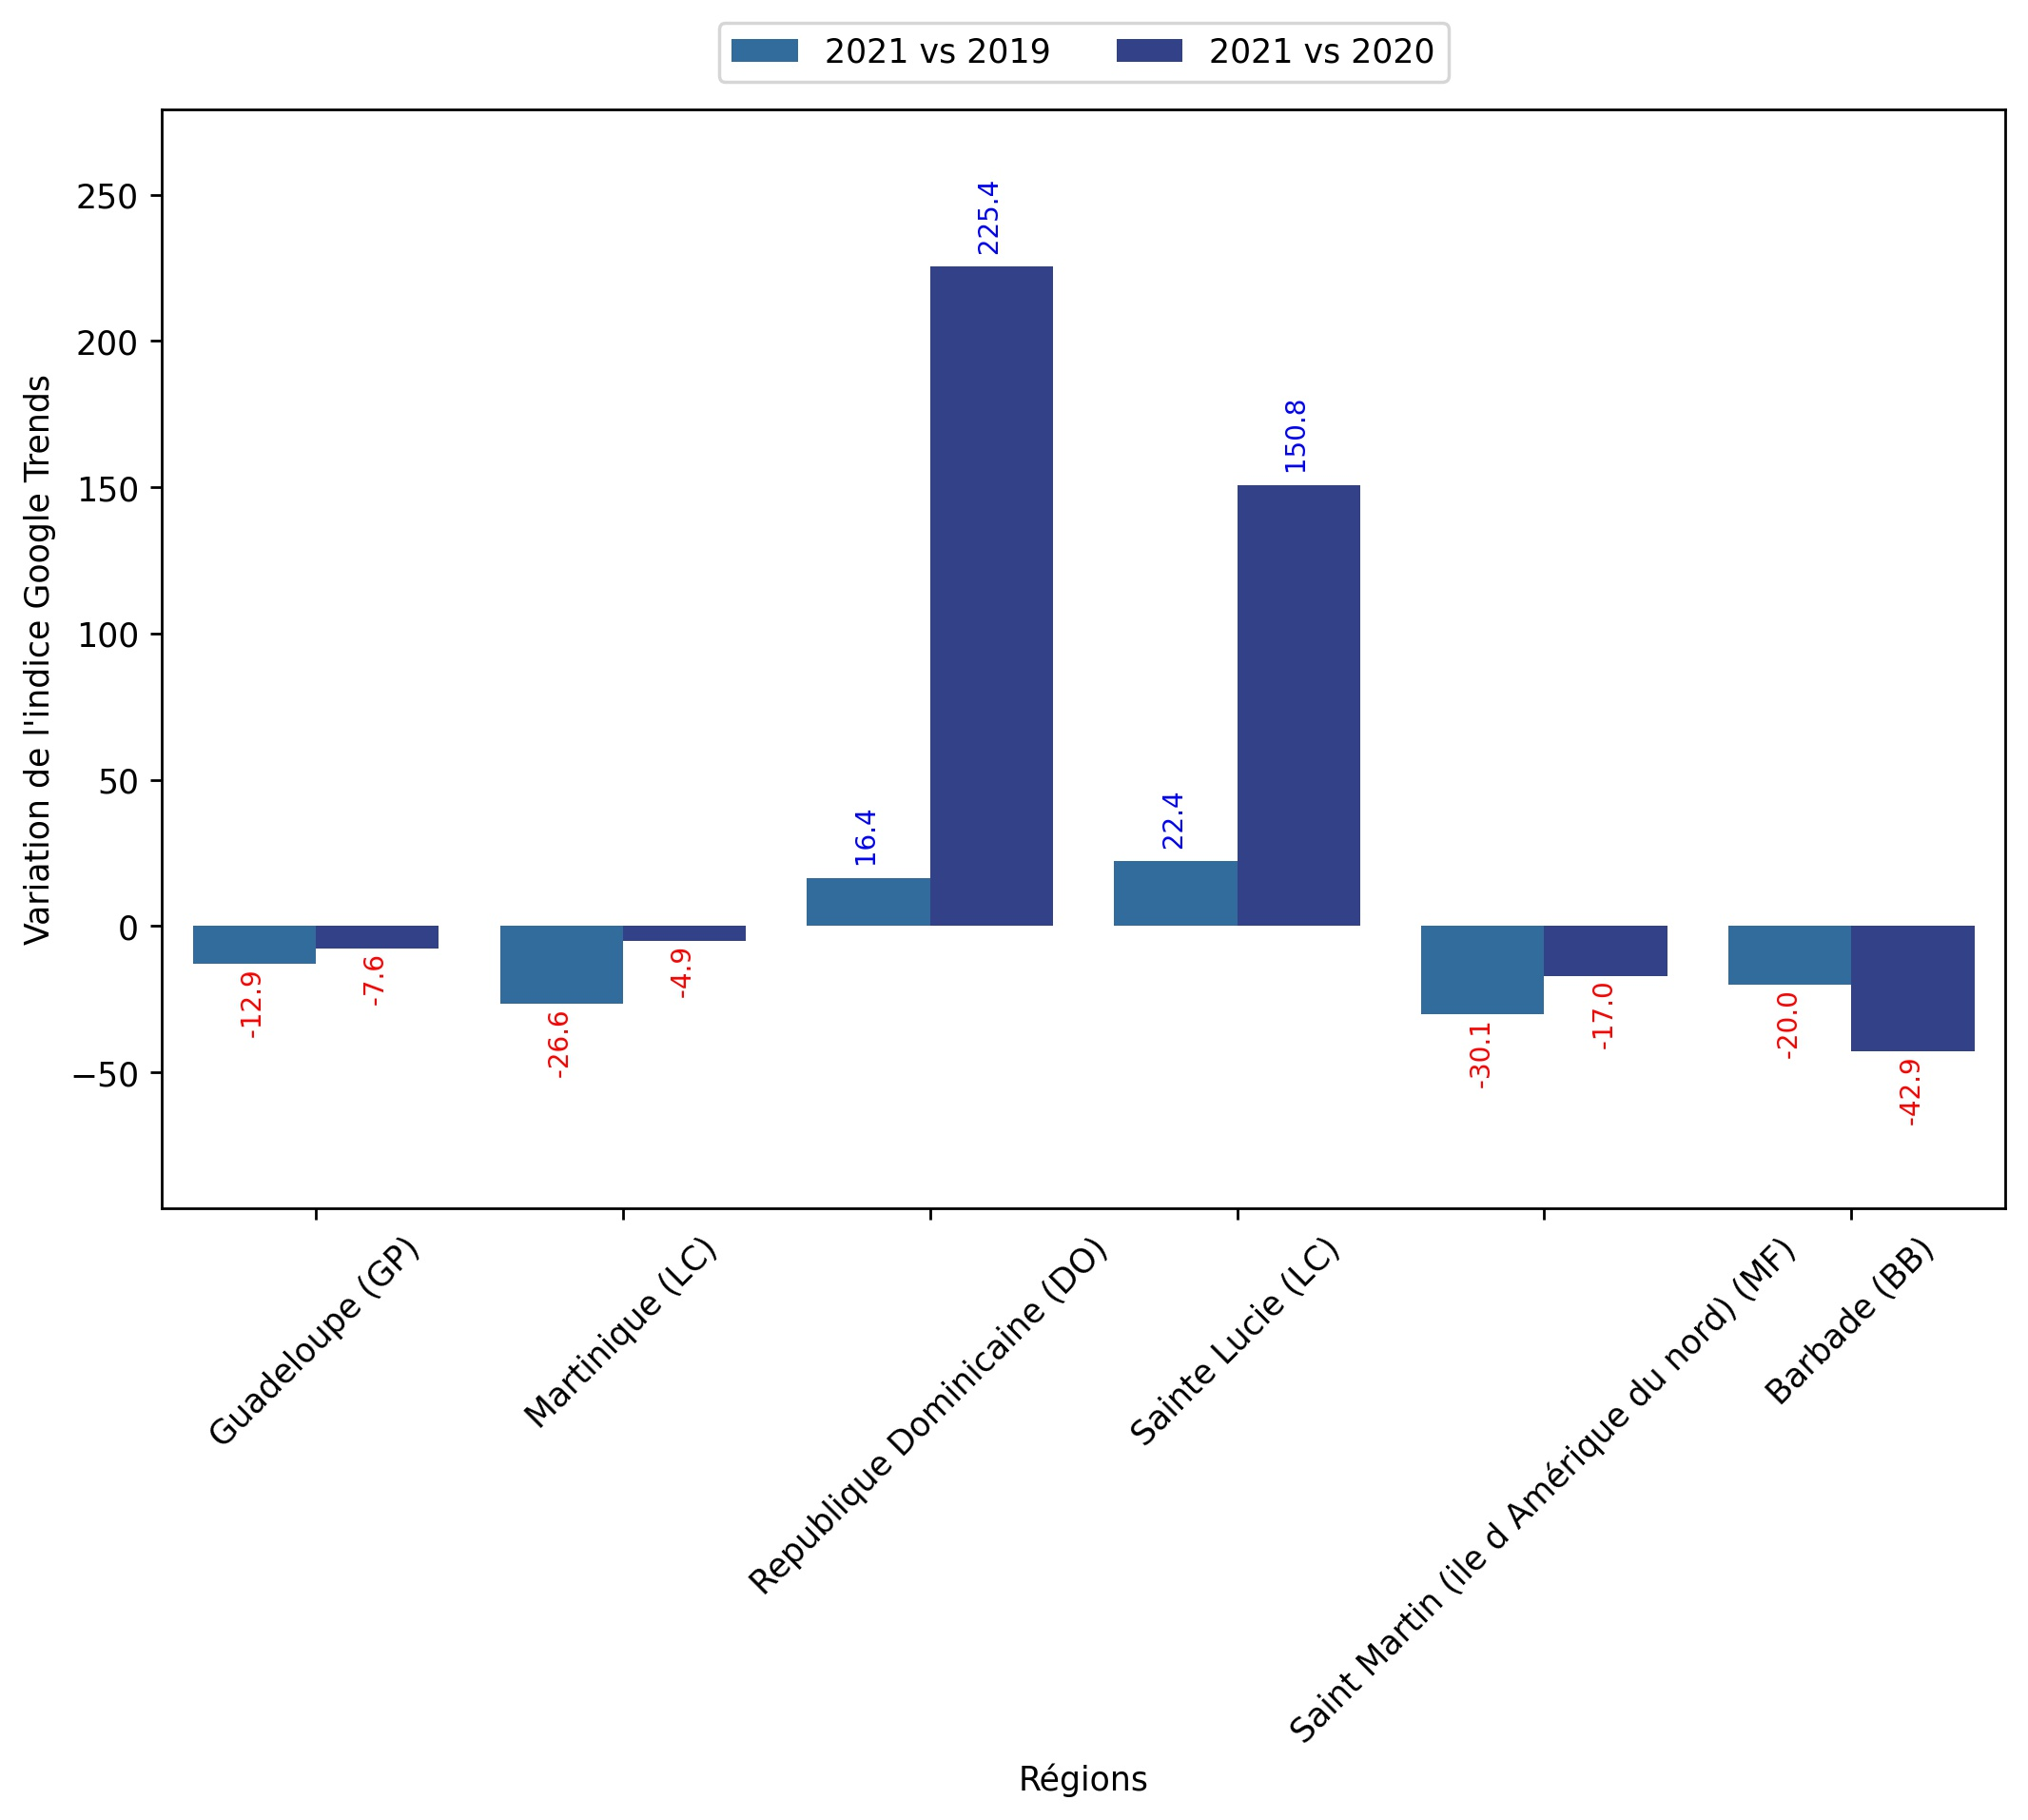 2021 vs 2019
2021 vs 2020
Variation de l'indice Google Trends
250
200
150
100
50
0
−50
-12.9
-7.6
-26.6
-4.9
16.4
225.4
22.4
150.8
-30.1
-17.0
-20.0
-42.9
Guadeloupe (GP)
Martinique (LC)
Republique Dominicaine (DO)
Sainte Lucie (LC)
Saint Martin (ile d Amérique du nord) (MF)
Barbade (BB)
Régions